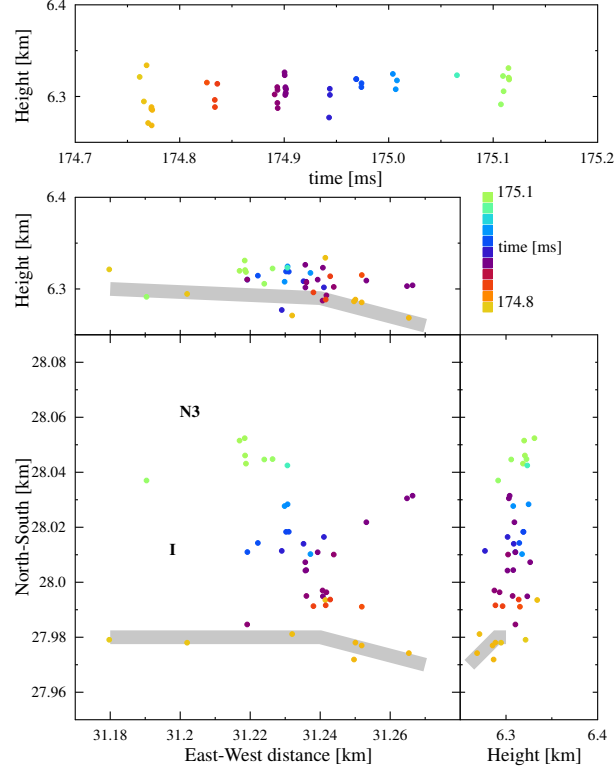 6.4
6.3
6.2
Height [km]
174.7 174.8 174.9 175.0 175.1 175.2
time [ms]
6.4
6.3
Height [km]
175.1
time [ms]
174.8
28.08
28.06
28.04
28.02
28.00
27.98
27.96
North-South [km]
N3
I
31.18 31.2 31.22 31.24 31.26
East-West distance [km]
6.3 6.4
Height [km]